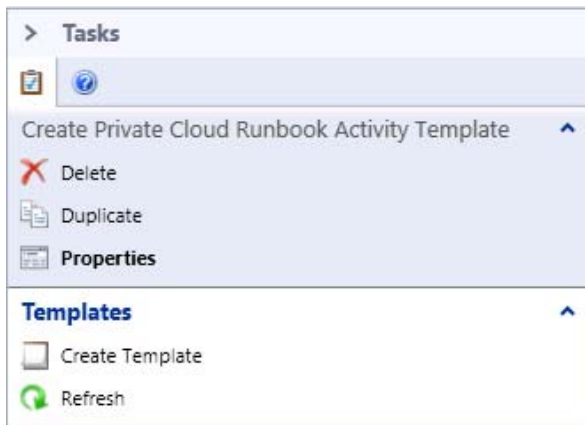 Tasks
Create Private Cloud Runbook Activity Template
Delete
Duplicate
Properties
Templates
Create Template
Refresh